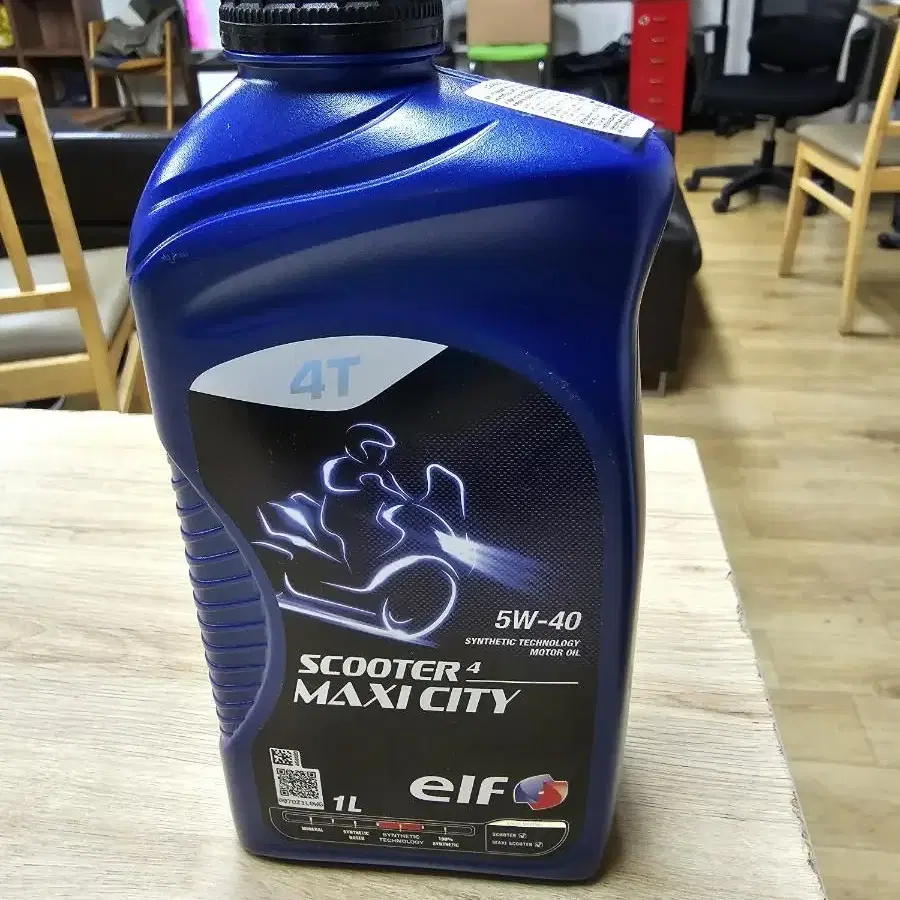 4T
5W-40
SYNTHETIC TECHNOLOGY
MOTOR OIL
SCOOTER 4
MAXI CITY
elf
1L
MINERAL
SYNTHETIC BASED
SYNTHETIC TECHNOLOGY
100% SYNTHETIC
SCOOTER
MAXI SCOOTER